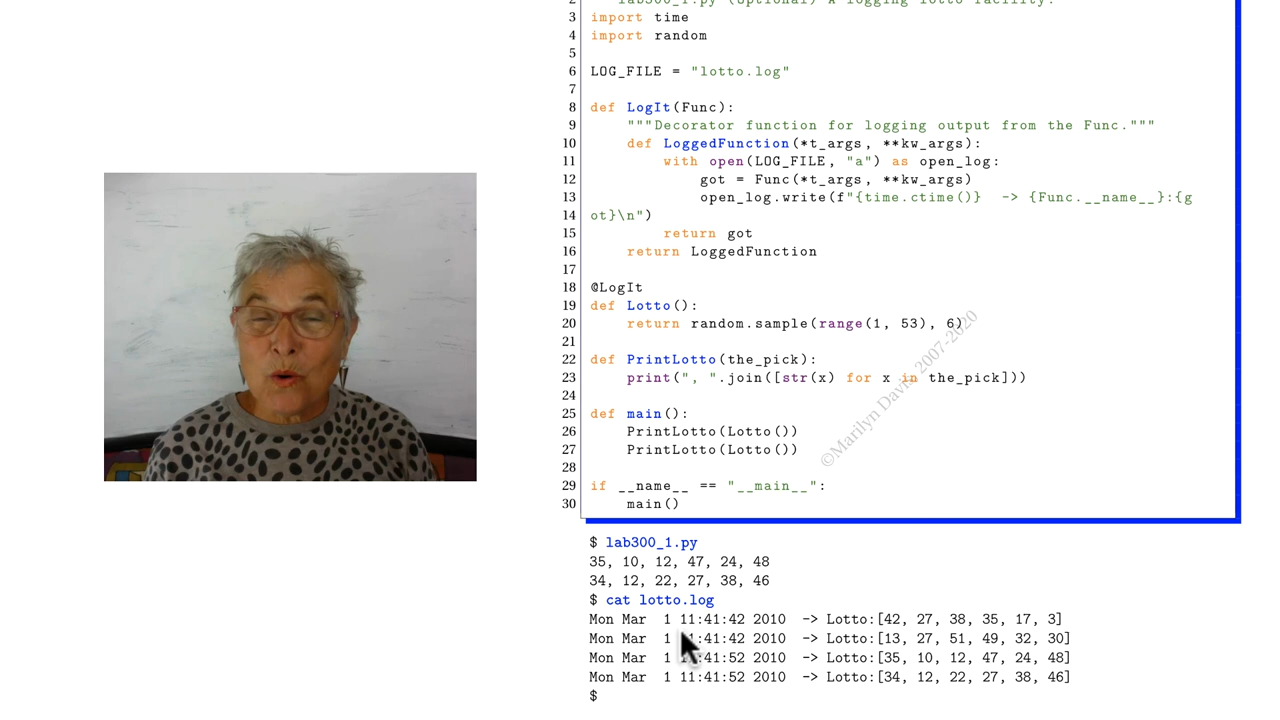 2 lab300_1.py (Optional) A logging lotto facility.
3 import time
4 import random
5
6 LOG_FILE = "lotto.log"
7
8 def LogIt(Func):
9 """Decorator function for logging output from the Func."""
10 def LoggedFunction(*t_args, **kw_args):
11 with open(LOG_FILE, "a") as open_log:
12 got = Func(*t_args, **kw_args)
13 open_log.write(f"{time.ctime()}  -> {Func.__name__}:{g
14 ot}\n")
15 return got
16 return LoggedFunction
17
18 @LogIt
19 def Lotto():
20 return random.sample(range(1, 53), 6)
21
22 def PrintLotto(the_pick):
23 print(", ".join([str(x) for x in the_pick]))
24
25 def main():
26 PrintLotto(Lotto())
27 PrintLotto(Lotto())
28
29 if __name__ == "__main__":
30 main()
©Marilyn Davis 2007-2020
$ lab300_1.py
35, 10, 12, 47, 24, 48
34, 12, 22, 27, 38, 46
$ cat lotto.log
Mon Mar  1 11:41:42 2010  -> Lotto:[42, 27, 38, 35, 17, 3]
Mon Mar  1 11:41:42 2010  -> Lotto:[13, 27, 51, 49, 32, 30]
Mon Mar  1 11:41:52 2010  -> Lotto:[35, 10, 12, 47, 24, 48]
Mon Mar  1 11:41:52 2010  -> Lotto:[34, 12, 22, 27, 38, 46]
$